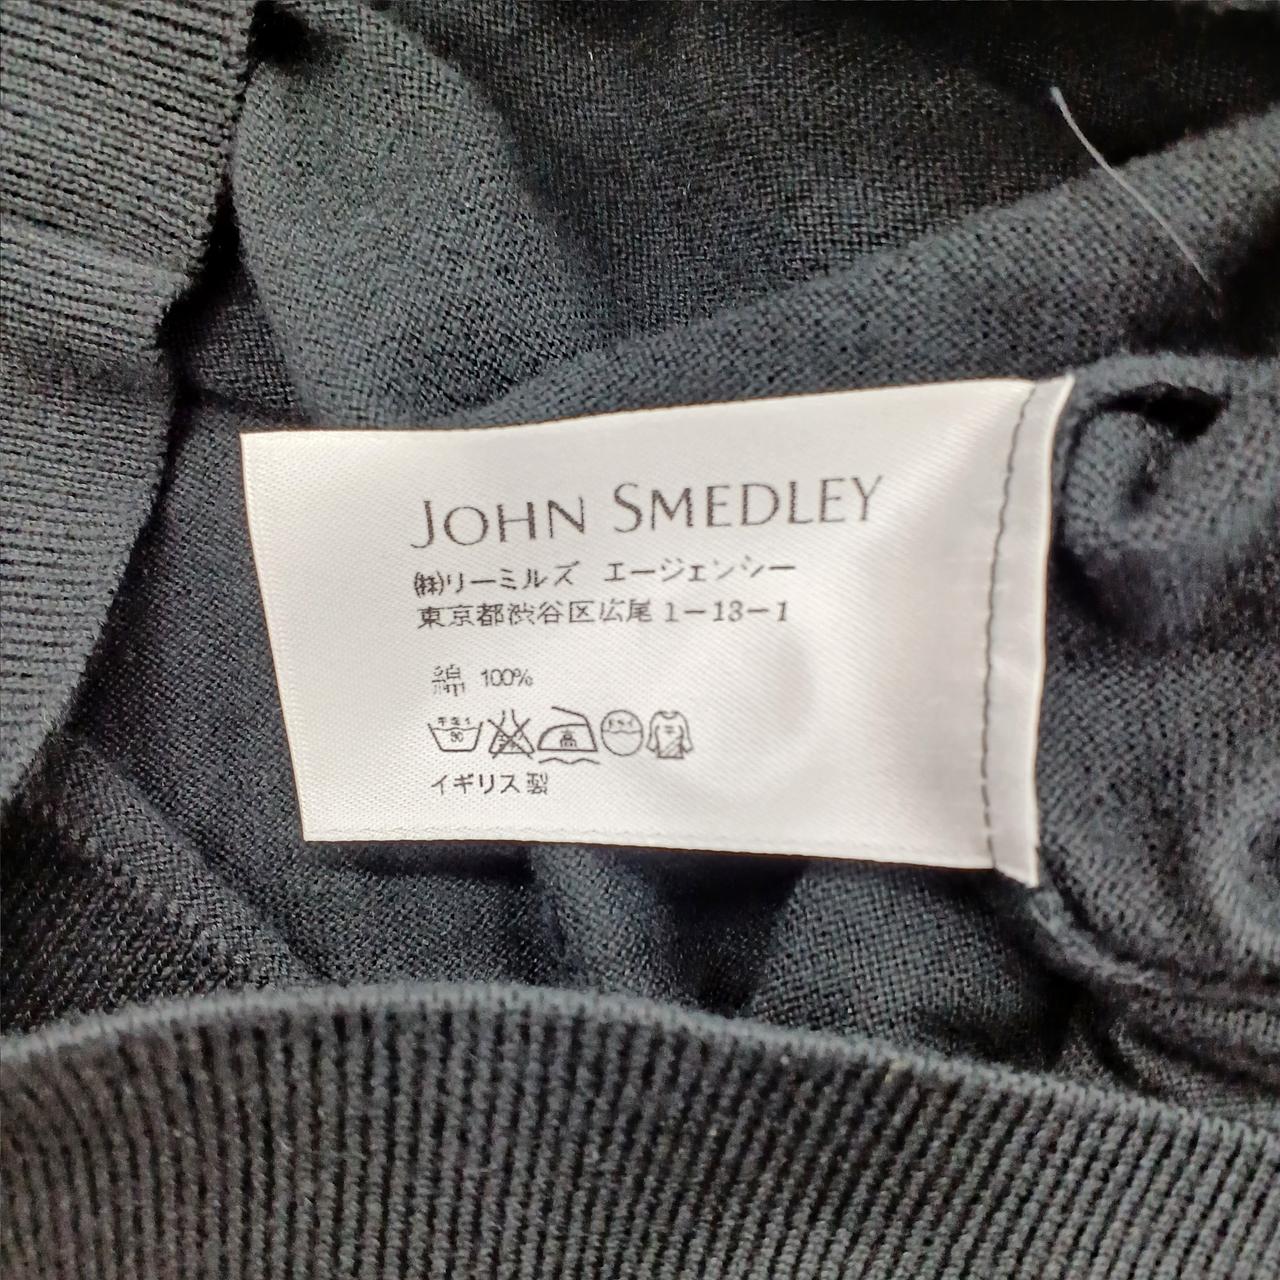 JOHN SMEDLEY
㈱リーミルズ エージェンシー
東京都渋谷区広尾 1-13-1
綿 100%
高
イギリス製